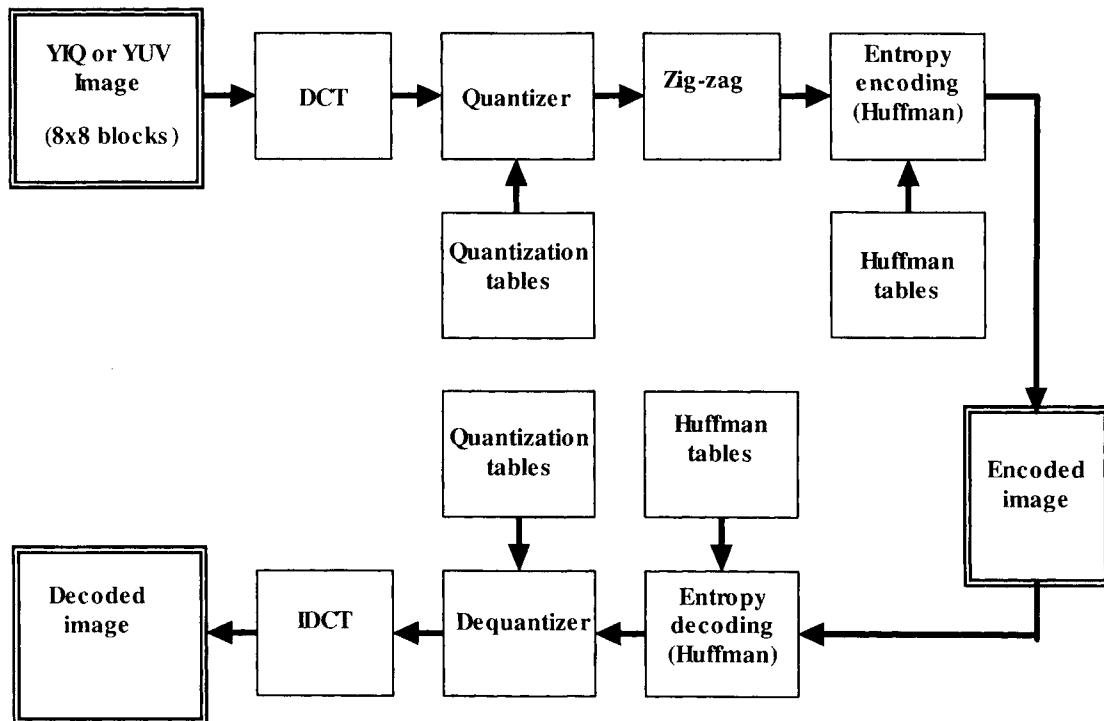 YIQ or YUV
Image
(8x8 blocks)
DCT
Quantizer
Zig-zag
Entropy
encoding
(Huffman)
Quantization
tables
Huffman
tables
Quantization
tables
Huffman
tables
Encoded
image
Decoded
image
IDCT
Dequantizer
Entropy
decoding
(Huffman)